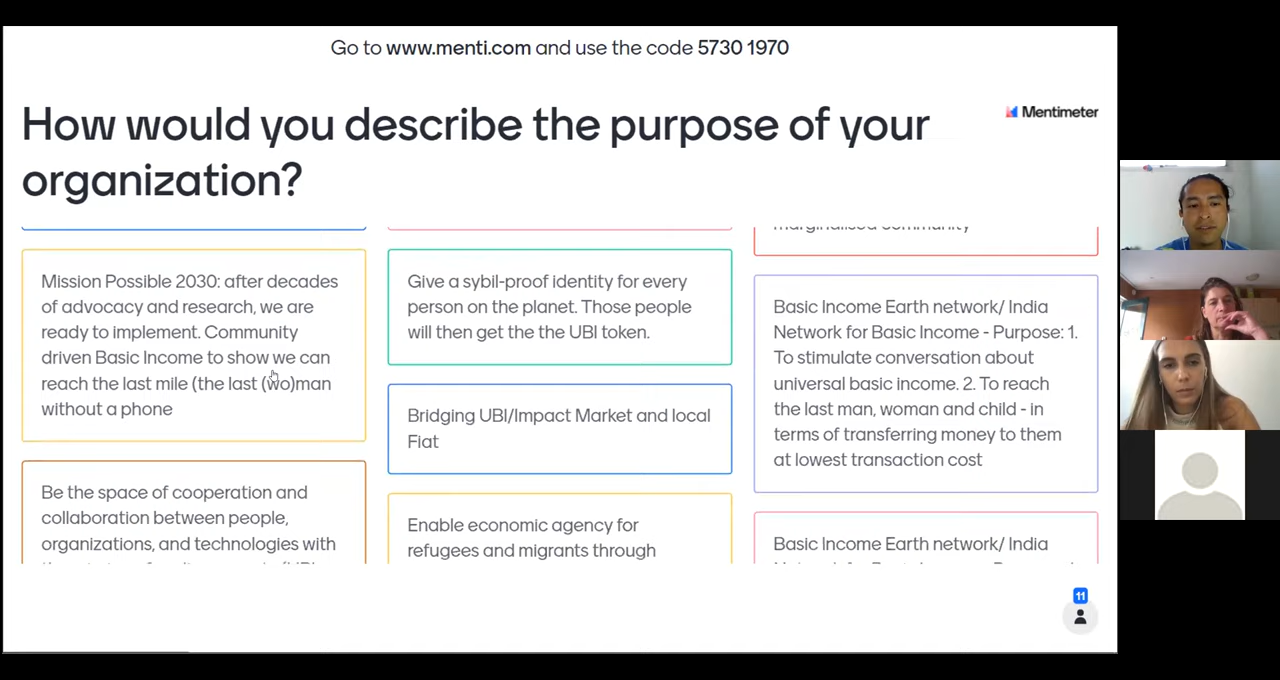 Go to www.menti.com and use the code 5730 1970
How would you describe the purpose of your
organization?
Mentimeter
Mission Possible 2030: after decades
of advocacy and research, we are
ready to implement. Community
driven Basic Income to show we can
reach the last mile (the last (wo)man
without a phone
Be the space of cooperation and
collaboration between people,
organizations, and technologies with
Give a sybil-proof identity for every
person on the planet. Those people
will then get the the UBI token.
Bridging UBI/Impact Market and local
Fiat
Enable economic agency for
refugees and migrants through
marginalised community
Basic Income Earth network/ India
Network for Basic Income - Purpose: 1.
To stimulate conversation about
universal basic income. 2. To reach
the last man, woman and child - in
terms of transferring money to them
at lowest transaction cost
Basic Income Earth network/ India
11